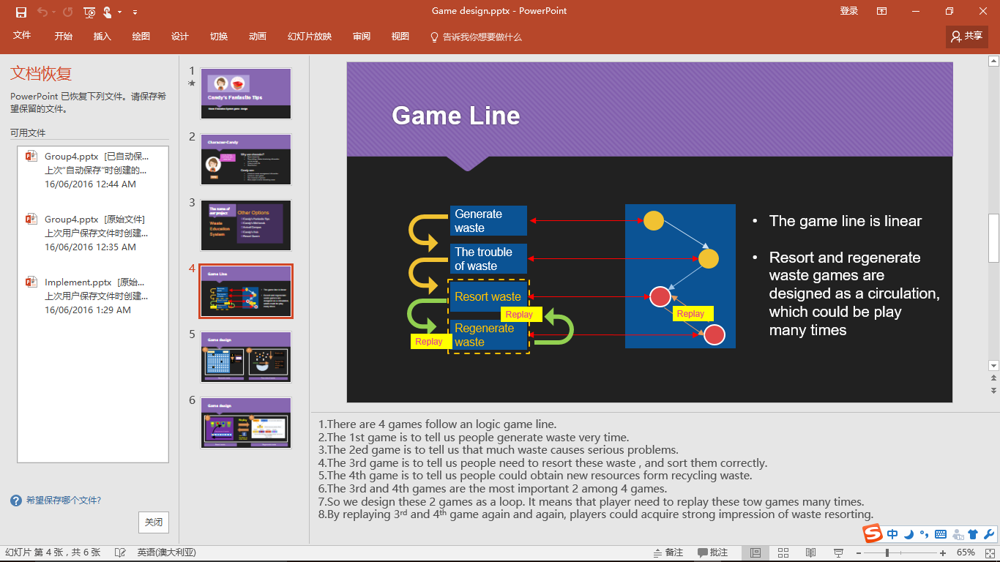 Game design.pptx - PowerPoint
登录
文件
开始
插入
绘图
设计
切换
动画
幻灯片放映
审阅
视图
告诉我你想要做什么
共享
文档恢复
PowerPoint 已恢复下列文件。请保存希
望保留的文件。
可用文件
Group4.pptx [已自动保...
上次“自动保存”时创建的...
16/06/2016 12:44 AM
Group4.pptx [原始文件]
上次用户保存文件时创建...
16/06/2016 12:35 AM
Implement.pptx [原始...
上次用户保存文件时创建...
16/06/2016 1:29 AM
希望保存哪个文件?
关闭
1
Candy's Fantastic Tips
2
Character-Candy
3
The name of
our project
Waste
Education
System
Other Options
4
Game Line
5
Game design
6
Game design
Game Line
Generate
waste
The trouble
of waste
Resort waste
Replay
Regenerate
waste
Replay
Replay
• The game line is linear
• Resort and regenerate
waste games are
designed as a circulation,
which could be play
many times
1.There are 4 games follow an logic game line.
2.The 1st game is to tell us people generate waste very time.
3.The 2ed game is to tell us that much waste causes serious problems.
4.The 3rd game is to tell us people need to resort these waste , and sort them correctly.
5.The 4th game is to tell us people could obtain new resources form recycling waste.
6.The 3rd and 4th games are the most important 2 among 4 games.
7.So we design these 2 games as a loop. It means that player need to replay these tow games many times.
8.By replaying 3rd and 4th game again and again, players could acquire strong impression of waste resorting.
S中
幻灯片 第 4 张，共 6 张
英语(澳大利亚)
备注
批注
65%